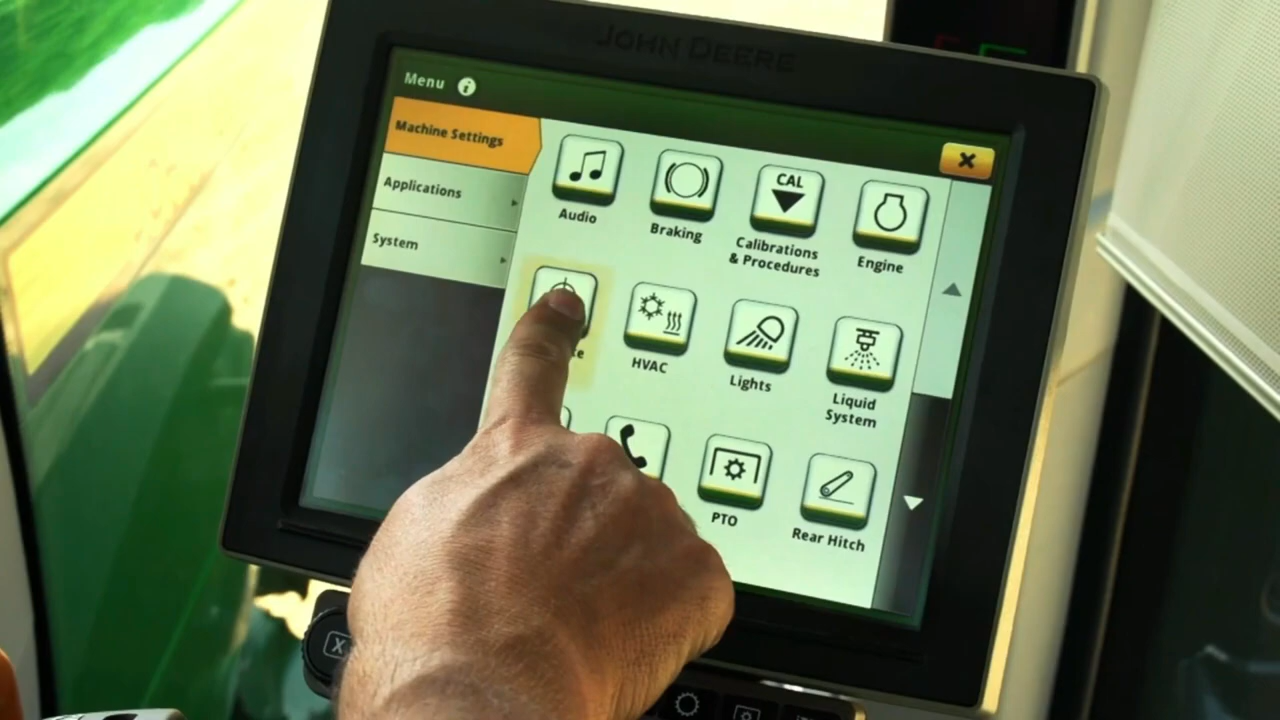 JOHN DEERE
Menu
Machine Settings
Applications
System
Audio
Braking
CAL
Calibrations
& Procedures
Engine
HVAC
Lights
Liquid
System
PTO
Rear Hitch
X